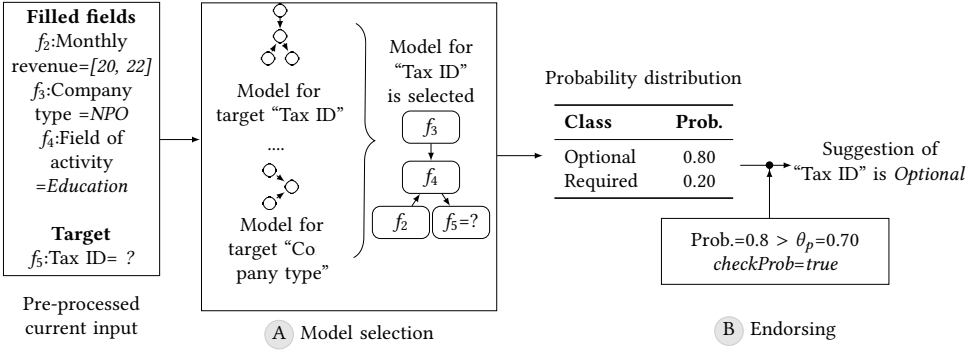 Filled fields
f2:Monthly
revenue=[20, 22]
f3:Company
type =NPO
f4:Field of
activity
=Education
Target
f5:Tax ID= ?
Pre-processed
current input
Model for
target “Tax ID”
....
Model for
target “Co
pany type”
Model for
“Tax ID”
is selected
f3
f4
f2
f5=?
A Model selection
Probability distribution
Class Prob.
Optional 0.80
Required 0.20
Suggestion of
“Tax ID” is Optional
Prob.=0.8 > θp=0.70
checkProb=true
B Endorsing